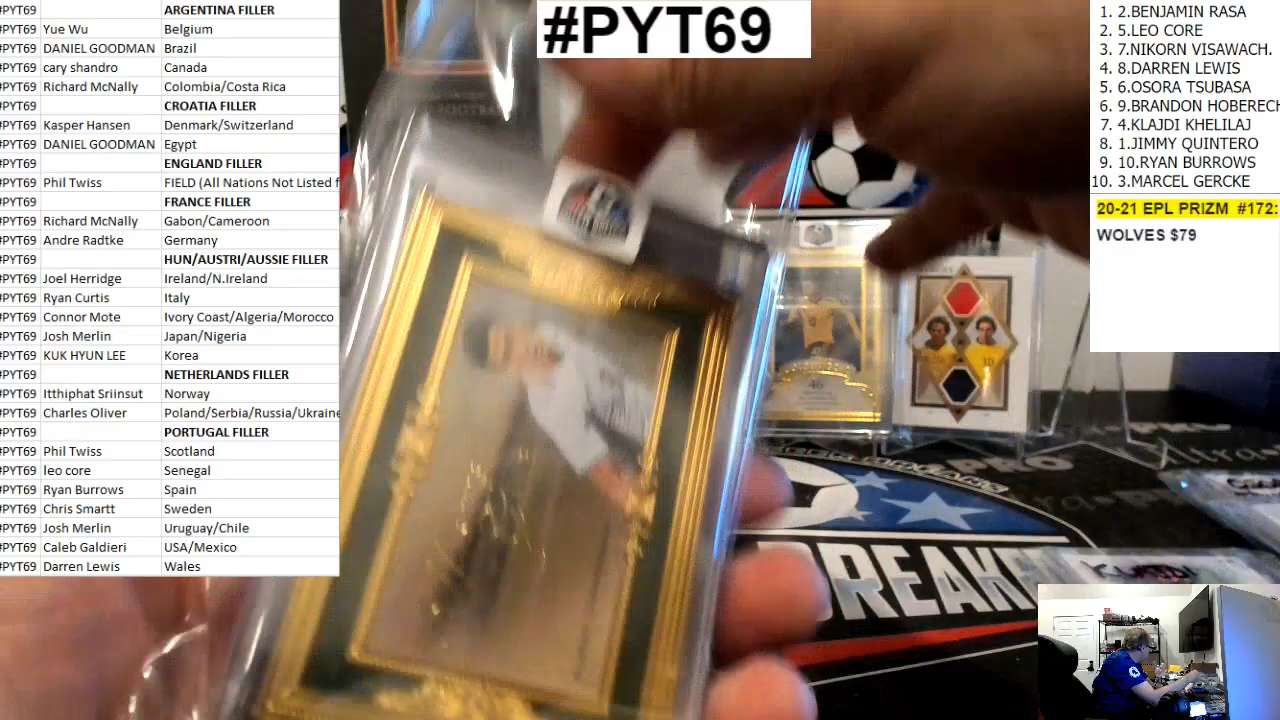 #PYT69 ARGENTINA FILLER
#PYT69 Yue Wu Belgium
#PYT69 DANIEL GOODMAN Brazil
#PYT69 cary shandro Canada
#PYT69 Richard McNally Colombia/Costa Rica
#PYT69 CROATIA FILLER
#PYT69 Kasper Hansen Denmark/Switzerland
#PYT69 DANIEL GOODMAN Egypt
#PYT69 ENGLAND FILLER
#PYT69 Phil Twiss FIELD (All Nations Not Listed f
#PYT69 FRANCE FILLER
#PYT69 Richard McNally Gabon/Cameroon
#PYT69 Andre Radtke Germany
#PYT69 HUN/AUSTRI/AUSSIE FILLER
#PYT69 Joel Herridge Ireland/N.Ireland
#PYT69 Ryan Curtis Italy
#PYT69 Connor Mote Ivory Coast/Algeria/Morocco
#PYT69 Josh Merlin Japan/Nigeria
#PYT69 KUK HYUN LEE Korea
#PYT69 NETHERLANDS FILLER
#PYT69 Itthiphat Sriinsut Norway
#PYT69 Charles Oliver Poland/Serbia/Russia/Ukraine
#PYT69 PORTUGAL FILLER
#PYT69 Phil Twiss Scotland
#PYT69 leo core Senegal
#PYT69 Ryan Burrows Spain
#PYT69 Chris Smartt Sweden
#PYT69 Josh Merlin Uruguay/Chile
#PYT69 Caleb Galdieri USA/Mexico
#PYT69 Darren Lewis Wales
#PYT69
1. 2.BENJAMIN RASA
2. 5.LEO CORE
3. 7.NIKORN VISAWACH.
4. 8.DARREN LEWIS
5. 6.OSORA TSUBASA
6. 9.BRANDON HOBERECH
7. 4.KLAJDI KHELILAJ
8. 1.JIMMY QUINTERO
9. 10.RYAN BURROWS
10. 3.MARCEL GERCKE
20-21 EPL PRIZM #172:
WOLVES $79
BREAKE